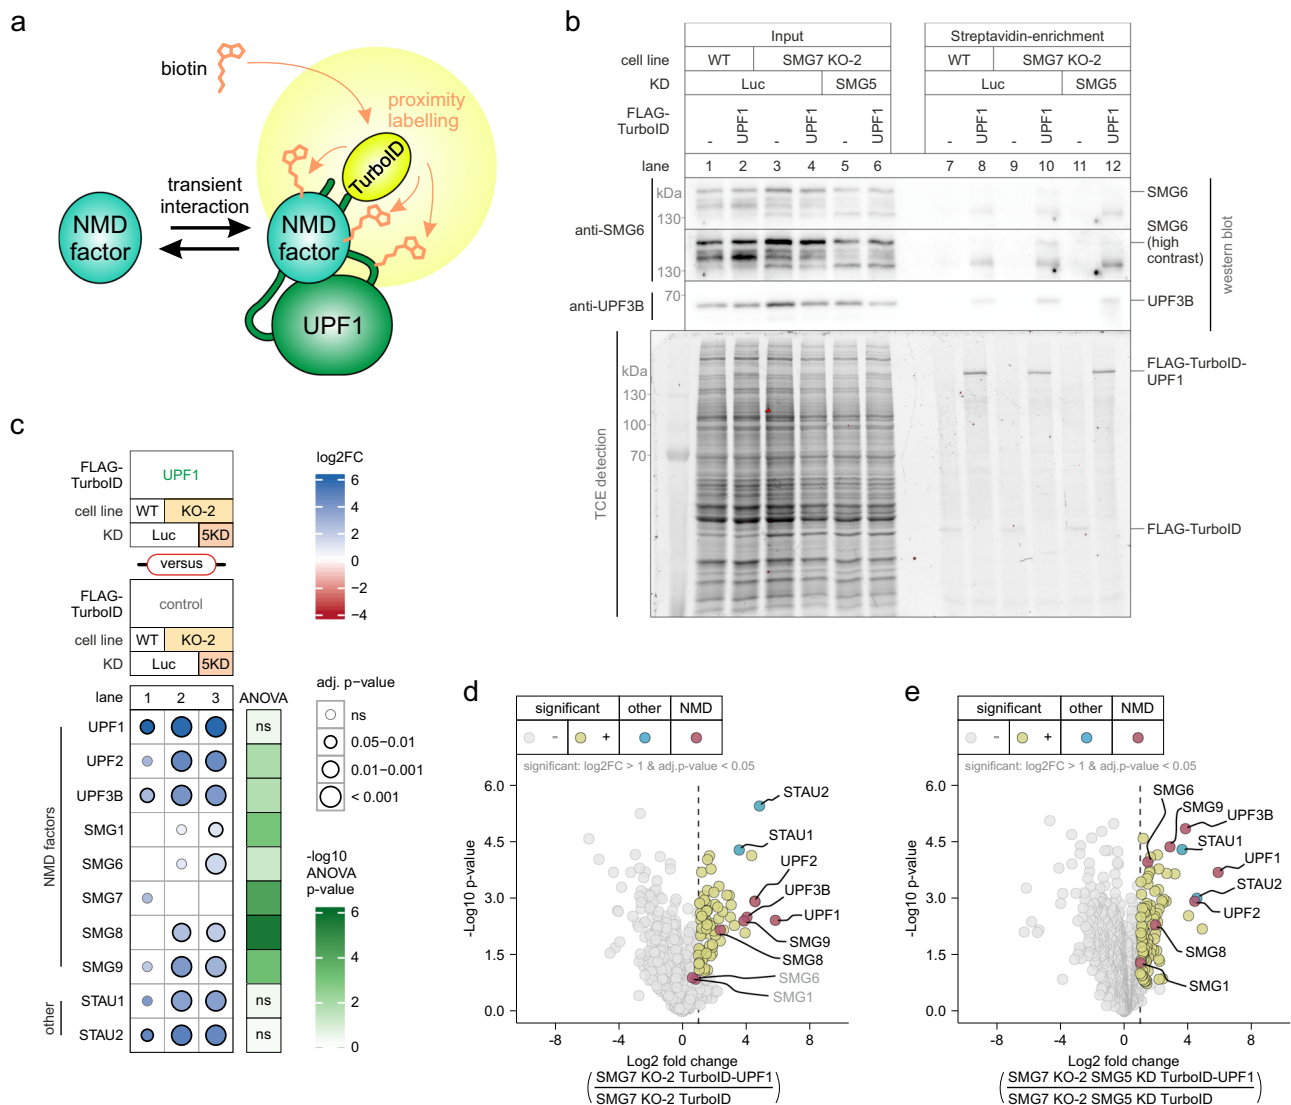 a
biotin
proximity
labelling
TurboID
transient
interaction
NMD
factor
NMD
factor
UPF1
b
Input
Streptavidin-enrichment
cell line
WT
SMG7 KO-2
WT
SMG7 KO-2
KD
Luc
SMG5
Luc
SMG5
FLAG-
TurboID
- UPF1 - UPF1 - UPF1
- UPF1 - UPF1 - UPF1
lane
1 2 3 4 5 6
7 8 9 10 11 12
kDa
130
anti-SMG6
130
70
anti-UPF3B
SMG6
SMG6
(high
contrast)
UPF3B
western blot
kDa
130
100
70
TCE detection
FLAG-TurboID-
UPF1
FLAG-TurboID
c
FLAG-
TurboID
UPF1
cell line
WT
KO-2
KD
Luc
5KD
versus
FLAG-
TurboID
control
cell line
WT
KO-2
KD
Luc
5KD
lane
1 2 3
ANOVA
NMD factors
UPF1
ns
UPF2
UPF3B
SMG1
SMG6
SMG7
SMG8
SMG9
other
STAU1
ns
STAU2
ns
log2FC
6
4
2
0
−2
−4
adj. p-value
ns
0.05−0.01
0.01−0.001
< 0.001
-log10
ANOVA
p-value
6
4
2
0
d
significant
other
NMD
-
+
significant: log2FC > 1 & adj.p-value < 0.05
-Log10 p-value
6.0
4.5
3.0
1.5
0.0
STAU2
STAU1
UPF2
UPF3B
UPF1
SMG9
SMG8
SMG6
SMG1
-8 -4 0 4 8
Log2 fold change
SMG7 KO-2 TurboID-UPF1
SMG7 KO-2 TurboID
e
significant
other
NMD
-
+
significant: log2FC > 1 & adj.p-value < 0.05
-Log10 p-value
6.0
4.5
3.0
1.5
0.0
SMG6
SMG9
UPF3B
STAU1
UPF1
STAU2
UPF2
SMG8
SMG1
-8 -4 0 4 8
Log2 fold change
SMG7 KO-2 SMG5 KD TurboID-UPF1
SMG7 KO-2 SMG5 KD TurboID